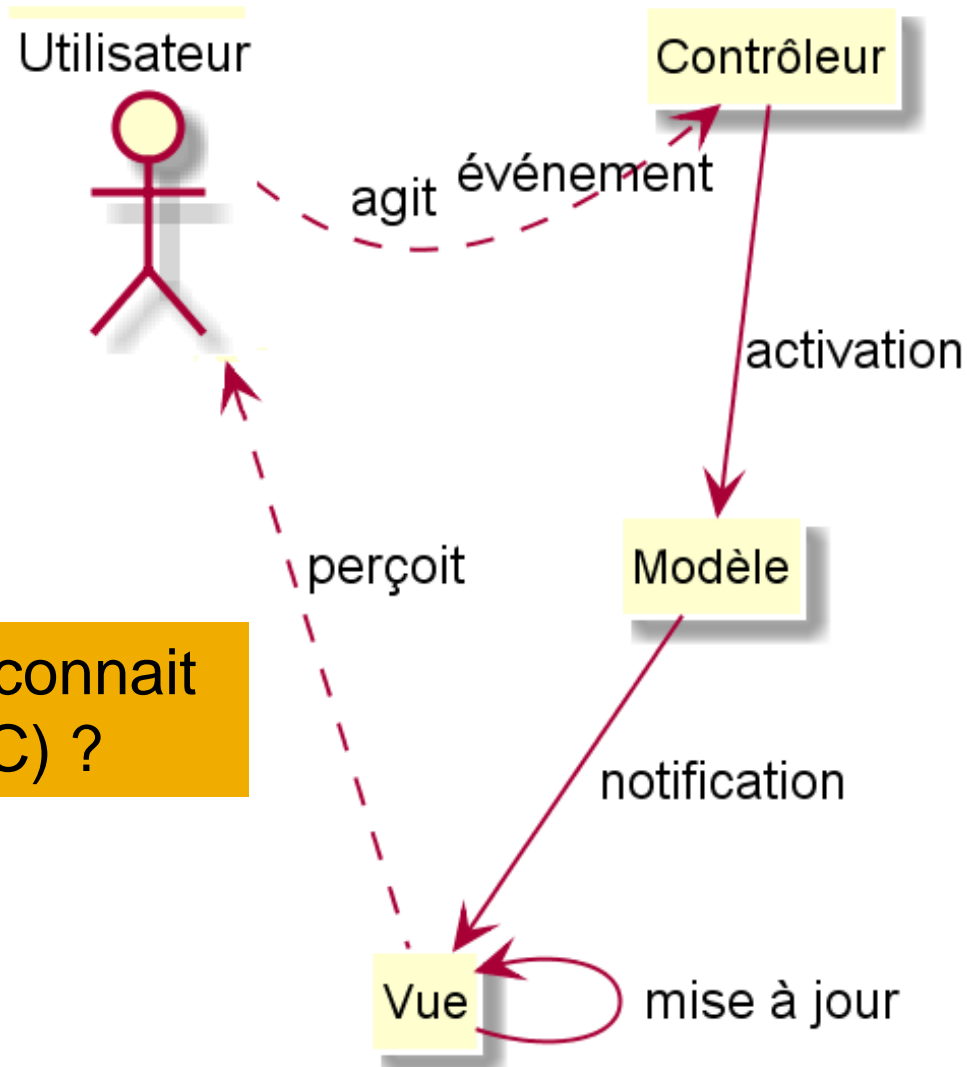 Utilisateur
Contrôleur
agit
événement
activation
perçoit
Modèle
connait
C) ?
notification
Vue
mise à jour